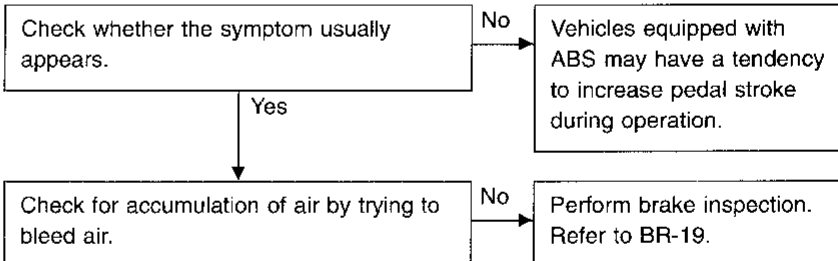 Check whether the symptom usually
appears.
No
Vehicles equipped with
ABS may have a tendency
to increase pedal stroke
during operation.
Yes
Check for accumulation of air by trying to
bleed air.
No
Perform brake inspection.
Refer to BR-19.